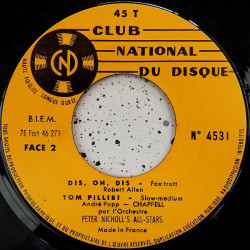 45 T
CLUB
NATIONAL
DU DISQUE
CND
HAUTE FIDÉLITÉ
LONGUE DURÉE
B.I.E.M.
7E Fort 46 271
FACE 2
N° 4531
DIS, OH, DIS - Fox-trott
Robert Allen
TOM PILLIBI - Slow-medium
André Popp - CHAPPELL
par l'Orchestre
PETER NICHOLL'S ALL-STARS
Made in France